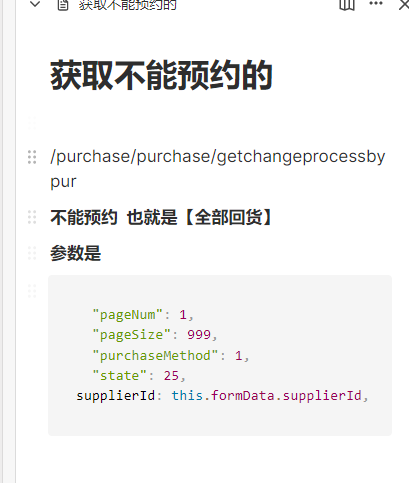 获取不能预约的
获取不能预约的
/purchase/purchase/getchangeprocessby
pur
不能预约 也就是【全部回货】
参数是
"pageNum": 1,
"pageSize": 999,
"purchaseMethod": 1,
"state": 25,
supplierId: this.formData.supplierId,